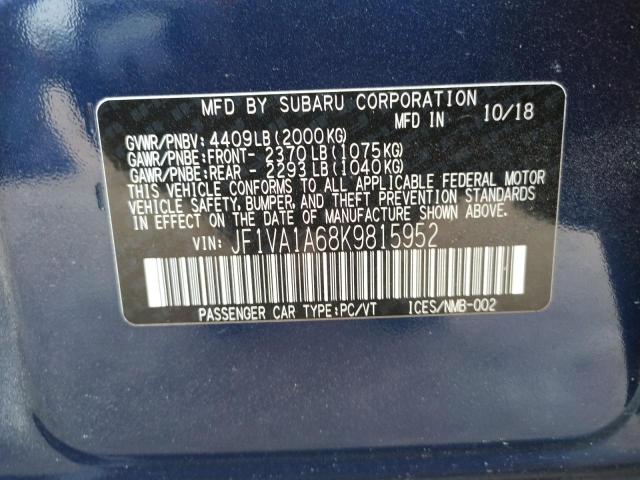 MFD BY SUBARU CORPORATION
MFD IN 10/18
GVWR/PNBV: 4409LB(2000KG)
GAWR/PNBE:FRONT- 2370LB(1075KG)
GAWR/PNBE:REAR - 2293LB(1040KG)
THIS VEHICLE CONFORMS TO ALL APPLICABLE FEDERAL MOTOR
VEHICLE SAFETY, BUMPER, AND THEFT PREVENTION STANDARDS
IN EFFECT ON THE DATE OF MANUFACTURE SHOWN ABOVE.
VIN: JF1VA1A68K9815952
PASSENGER CAR TYPE:PC/VT ICES/NMB-002